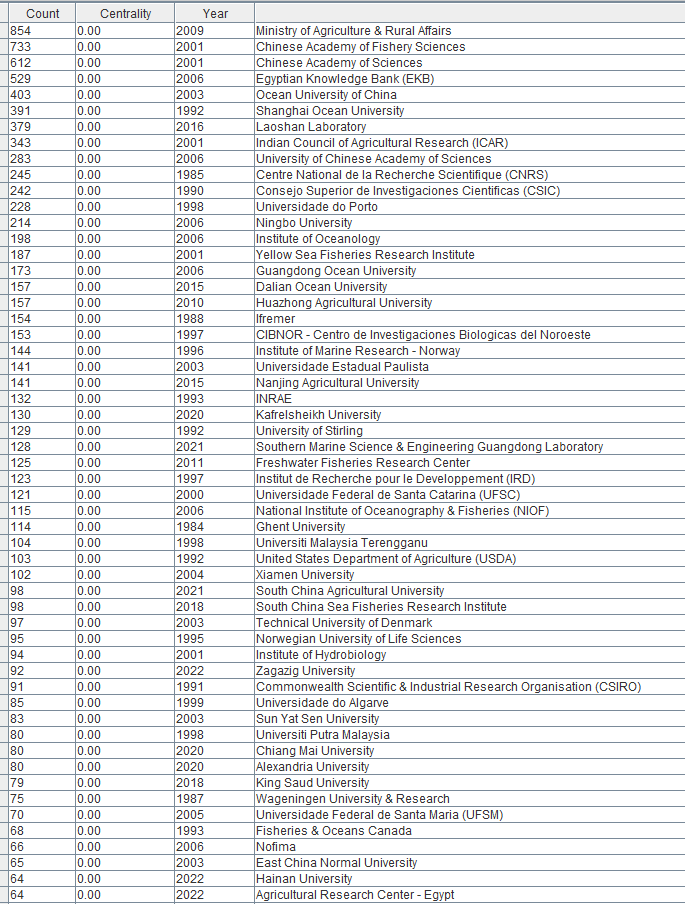 Count Centrality Year
854 0.00 2009 Ministry of Agriculture & Rural Affairs
733 0.00 2001 Chinese Academy of Fishery Sciences
612 0.00 2001 Chinese Academy of Sciences
529 0.00 2006 Egyptian Knowledge Bank (EKB)
403 0.00 2003 Ocean University of China
391 0.00 1992 Shanghai Ocean University
379 0.00 2016 Laoshan Laboratory
343 0.00 2001 Indian Council of Agricultural Research (ICAR)
283 0.00 2006 University of Chinese Academy of Sciences
245 0.00 1985 Centre National de la Recherche Scientifique (CNRS)
242 0.00 1990 Consejo Superior de Investigaciones Cientificas (CSIC)
228 0.00 1998 Universidade do Porto
214 0.00 2006 Ningbo University
198 0.00 2006 Institute of Oceanology
187 0.00 2001 Yellow Sea Fisheries Research Institute
173 0.00 2006 Guangdong Ocean University
157 0.00 2015 Dalian Ocean University
157 0.00 2010 Huazhong Agricultural University
154 0.00 1988 Ifremer
153 0.00 1997 CIBNOR - Centro de Investigaciones Biologicas del Noroeste
144 0.00 1996 Institute of Marine Research - Norway
141 0.00 2003 Universidade Estadual Paulista
141 0.00 2015 Nanjing Agricultural University
132 0.00 1993 INRAE
130 0.00 2020 Kafrelsheikh University
129 0.00 1992 University of Stirling
128 0.00 2021 Southern Marine Science & Engineering Guangdong Laboratory
125 0.00 2011 Freshwater Fisheries Research Center
123 0.00 1997 Institut de Recherche pour le Developpement (IRD)
121 0.00 2000 Universidade Federal de Santa Catarina (UFSC)
115 0.00 2006 National Institute of Oceanography & Fisheries (NIOF)
114 0.00 1984 Ghent University
104 0.00 1998 Universiti Malaysia Terengganu
103 0.00 1992 United States Department of Agriculture (USDA)
102 0.00 2004 Xiamen University
98 0.00 2021 South China Agricultural University
98 0.00 2018 South China Sea Fisheries Research Institute
97 0.00 2003 Technical University of Denmark
95 0.00 1995 Norwegian University of Life Sciences
94 0.00 2001 Institute of Hydrobiology
92 0.00 2022 Zagazig University
91 0.00 1991 Commonwealth Scientific & Industrial Research Organisation (CSIRO)
85 0.00 1999 Universidade do Algarve
83 0.00 2003 Sun Yat Sen University
80 0.00 1998 Universiti Putra Malaysia
80 0.00 2020 Chiang Mai University
80 0.00 2020 Alexandria University
79 0.00 2018 King Saud University
75 0.00 1987 Wageningen University & Research
70 0.00 2005 Universidade Federal de Santa Maria (UFSM)
68 0.00 1993 Fisheries & Oceans Canada
66 0.00 2006 Nofima
65 0.00 2003 East China Normal University
64 0.00 2022 Hainan University
64 0.00 2022 Agricultural Research Center - Egypt